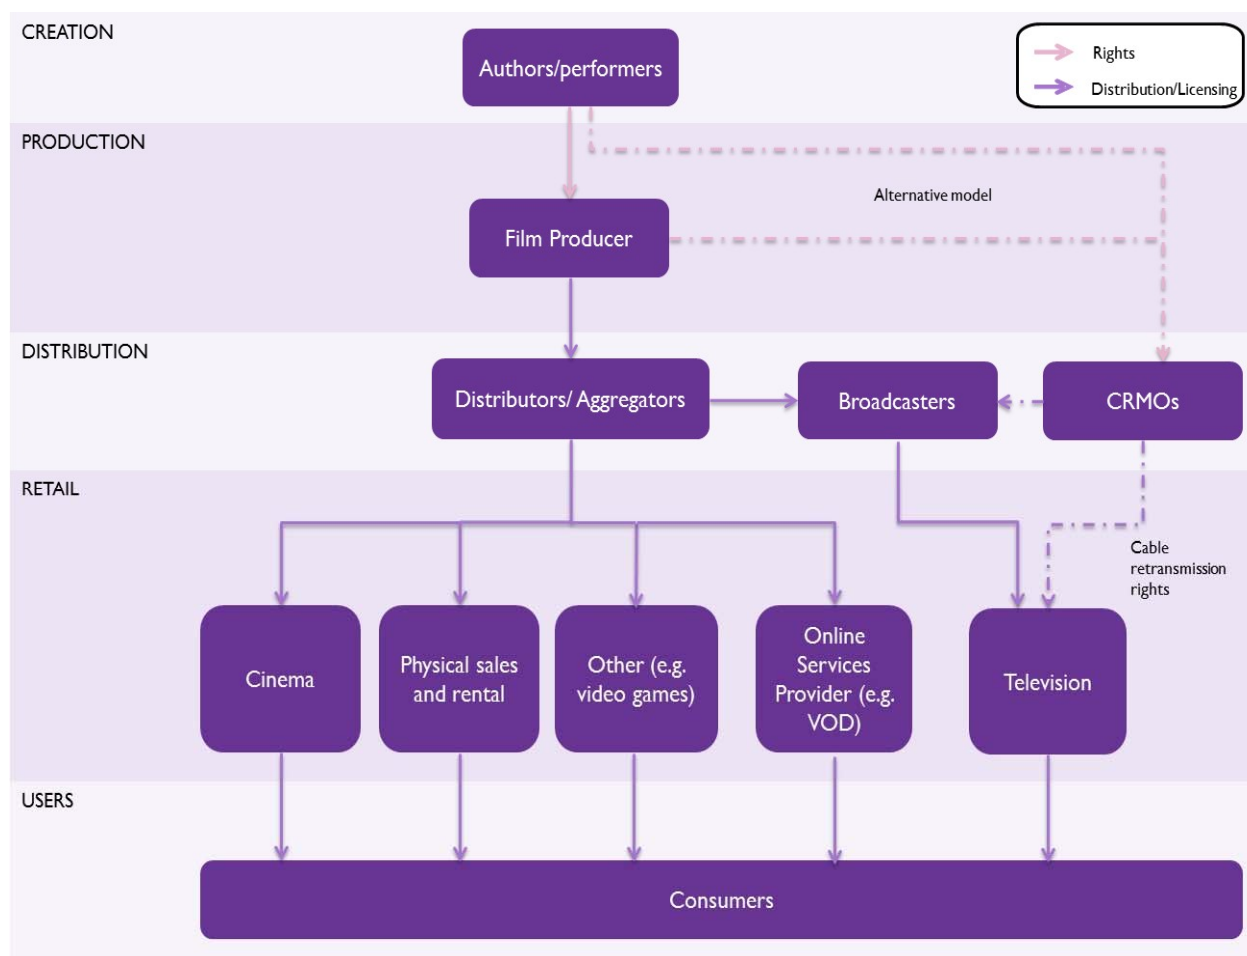 CREATION
Authors/performers
Rights
Distribution/Licensing
PRODUCTION
Alternative model
Film Producer
DISTRIBUTION
Distributors/ Aggregators
Broadcasters
CRMOs
RETAIL
Cable
retransmission
rights
Cinema
Physical sales
and rental
Other (e.g.
video games)
Online
Services
Provider (e.g.
VOD)
Television
USERS
Consumers